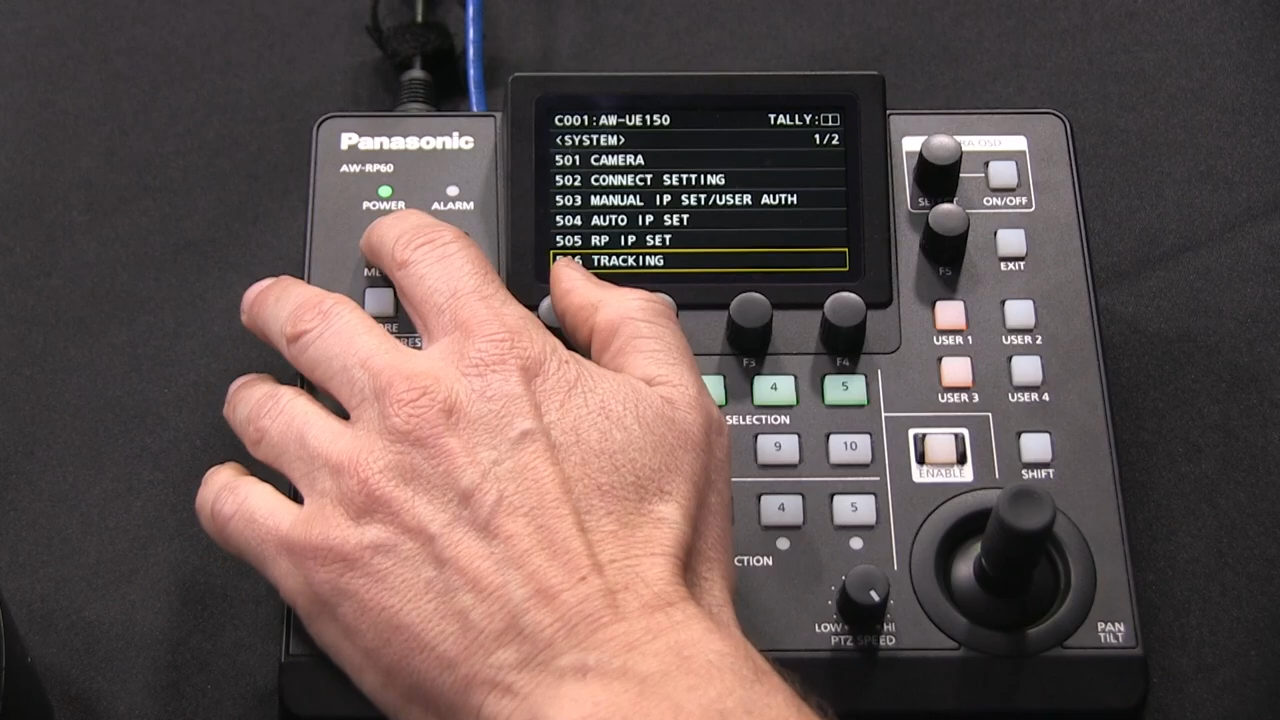 Panasonic
AW-RP60
POWER
ALARM
C001:AW-UE150 TALLY:
<SYSTEM> 1/2
501 CAMERA
502 CONNECT SETTING
503 MANUAL IP SET/USER AUTH
504 AUTO IP SET
505 RP IP SET
TRACKING
ON/OFF
F5
EXIT
USER 1
USER 2
F3
F4
USER 3
USER 4
4
5
SELECTION
9
10
ENABLE
SHIFT
4
5
CTION
LOW
HI
PTZ SPEED
PAN
TILT